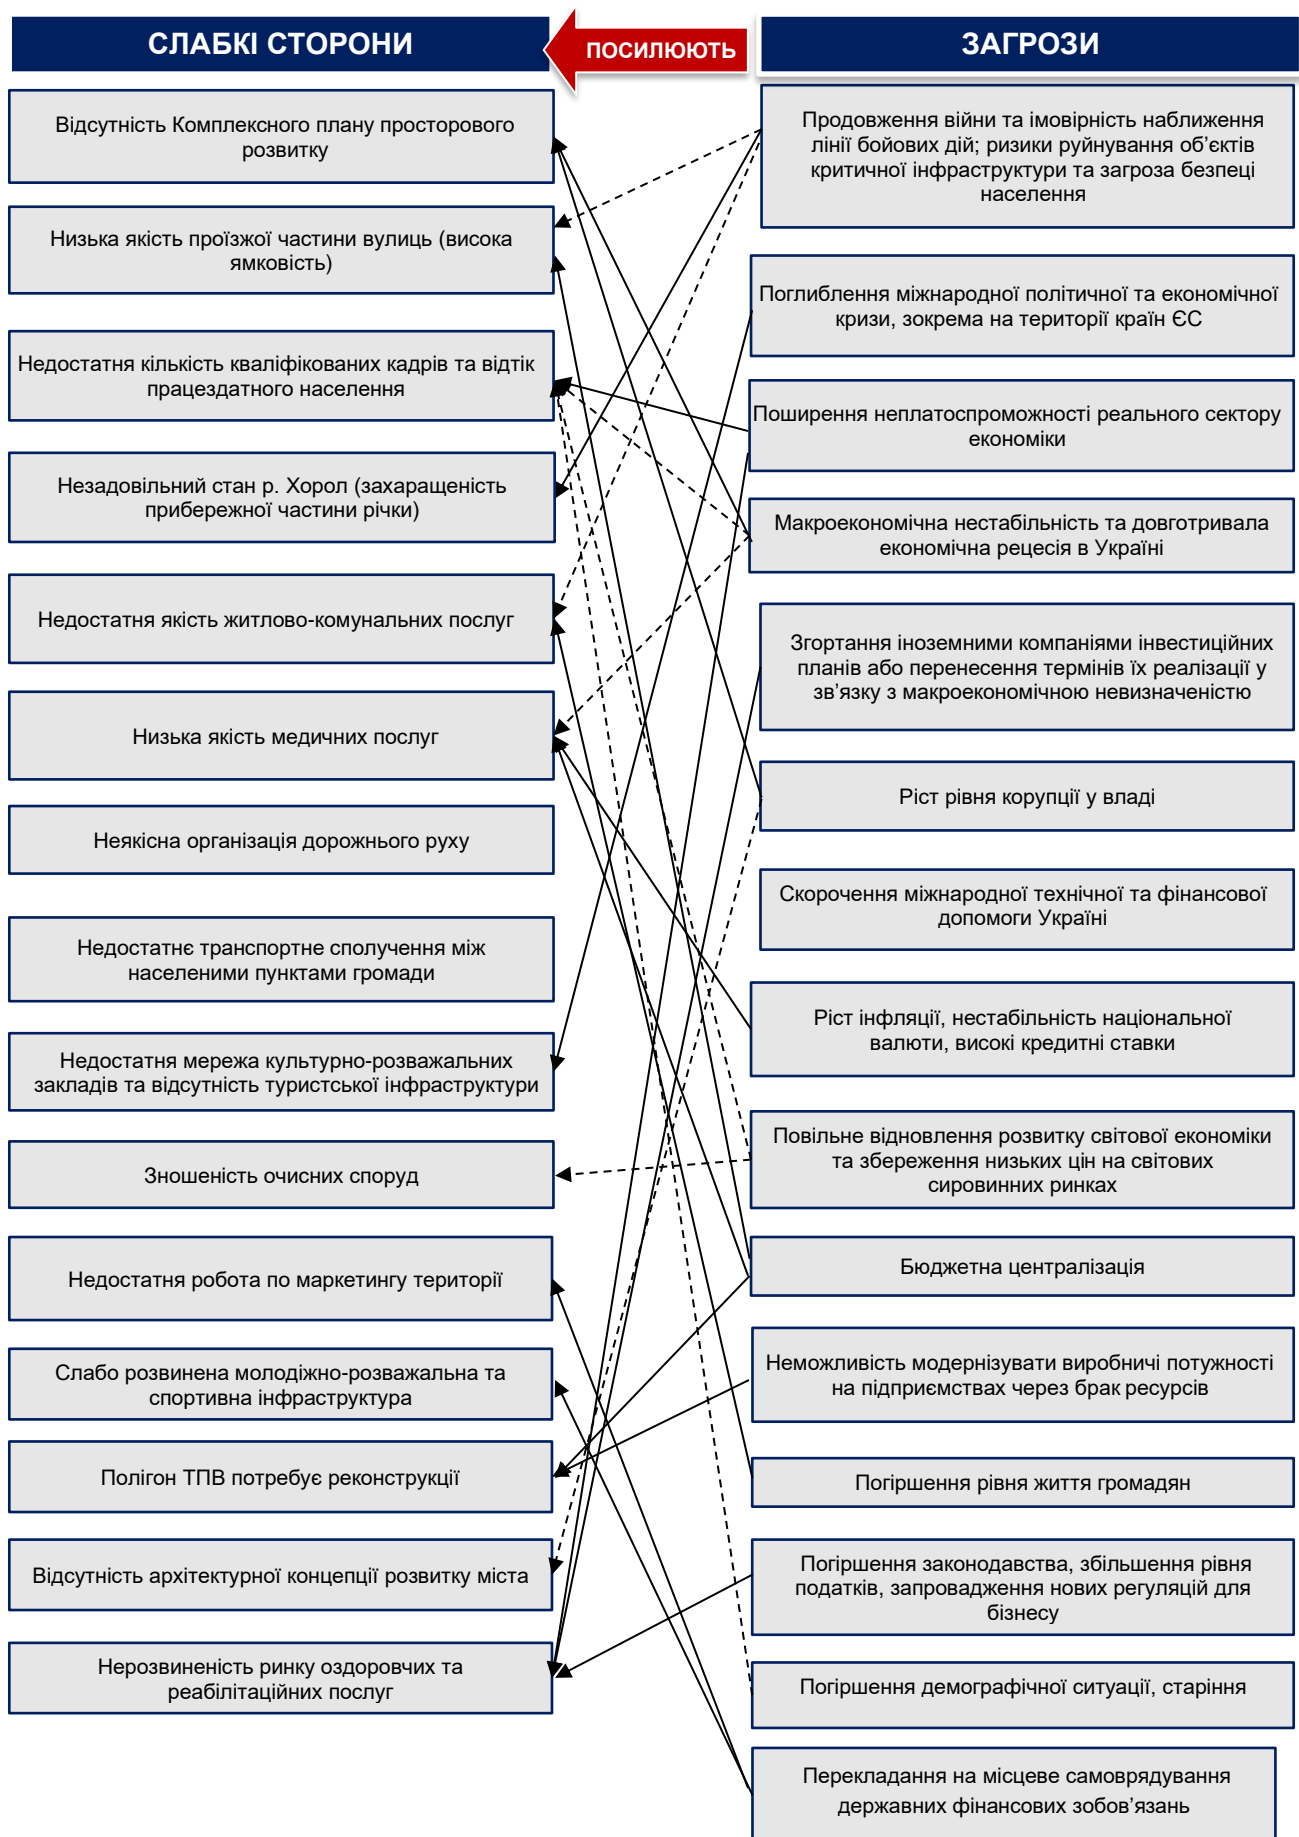 СЛАБКІ СТОРОНИ
ПОСИЛЮЮТЬ
ЗАГРОЗИ
Відсутність Комплексного плану просторового
розвитку
Низька якість проїзжої частини вулиць (висока
ямковість)
Недостатня кількість кваліфікованих кадрів та відтік
працездатного населення
Незадовільний стан р. Хорол (захаращеність
прибережної частини річки)
Недостатня якість житлово-комунальних послуг
Низька якість медичних послуг
Неякісна організація дорожнього руху
Недостатнє транспортне сполучення між
населеними пунктами громади
Недостатня мережа культурно-розважальних
закладів та відсутність туристської інфраструктури
Зношеність очисних споруд
Недостатня робота по маркетингу території
Слабо розвинена молодіжно-розважальна та
спортивна інфраструктура
Полігон ТПВ потребує реконструкції
Відсутність архітектурної концепції розвитку міста
Нерозвиненість ринку оздоровчих та
реабілітаційних послуг
Продовження війни та імовірність наближення
лінії бойових дій; ризики руйнування об’єктів
критичної інфраструктури та загроза безпеці
населення
Поглиблення міжнародної політичної та економічної
кризи, зокрема на території країн ЄС
Поширення неплатоспроможності реального сектору
економіки
Макроекономічна нестабільність та довготривала
економічна рецесія в Україні
Згортання іноземними компаніями інвестиційних
планів або перенесення термінів їх реалізації у
зв’язку з макроекономічною невизначеністю
Ріст рівня корупції у владі
Скорочення міжнародної технічної та фінансової
допомоги Україні
Ріст інфляції, нестабільність національної
валюти, високі кредитні ставки
Повільне відновлення розвитку світової економіки
та збереження низьких цін на світових
сировинних ринках
Бюджетна централізація
Неможливість модернізувати виробничі потужності
на підприємствах через брак ресурсів
Погіршення рівня життя громадян
Погіршення законодавства, збільшення рівня
податків, запровадження нових регуляцій для
бізнесу
Погіршення демографічної ситуації, старіння
Перекладання на місцеве самоврядування
державних фінансових зобов’язань